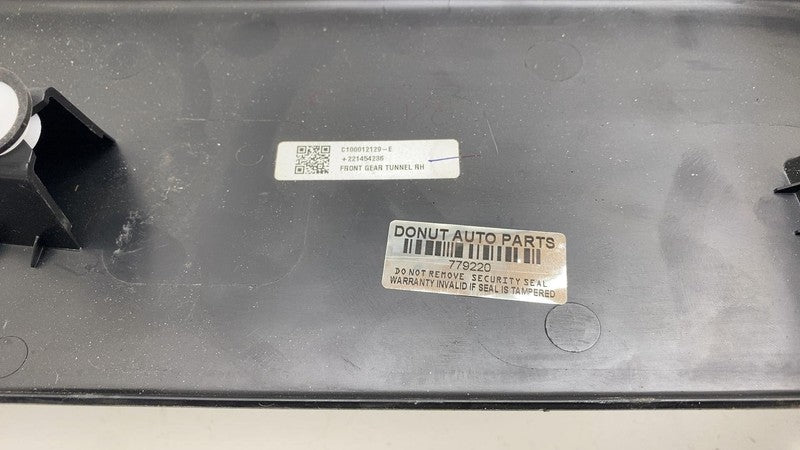 C100012129-E
+221454236
FRONT GEAR TUNNEL RH
DONUT AUTO PARTS
779220
DO NOT REMOVE SECURITY SEAL
WARRANTY INVALID IF SEAL IS TAMPERED